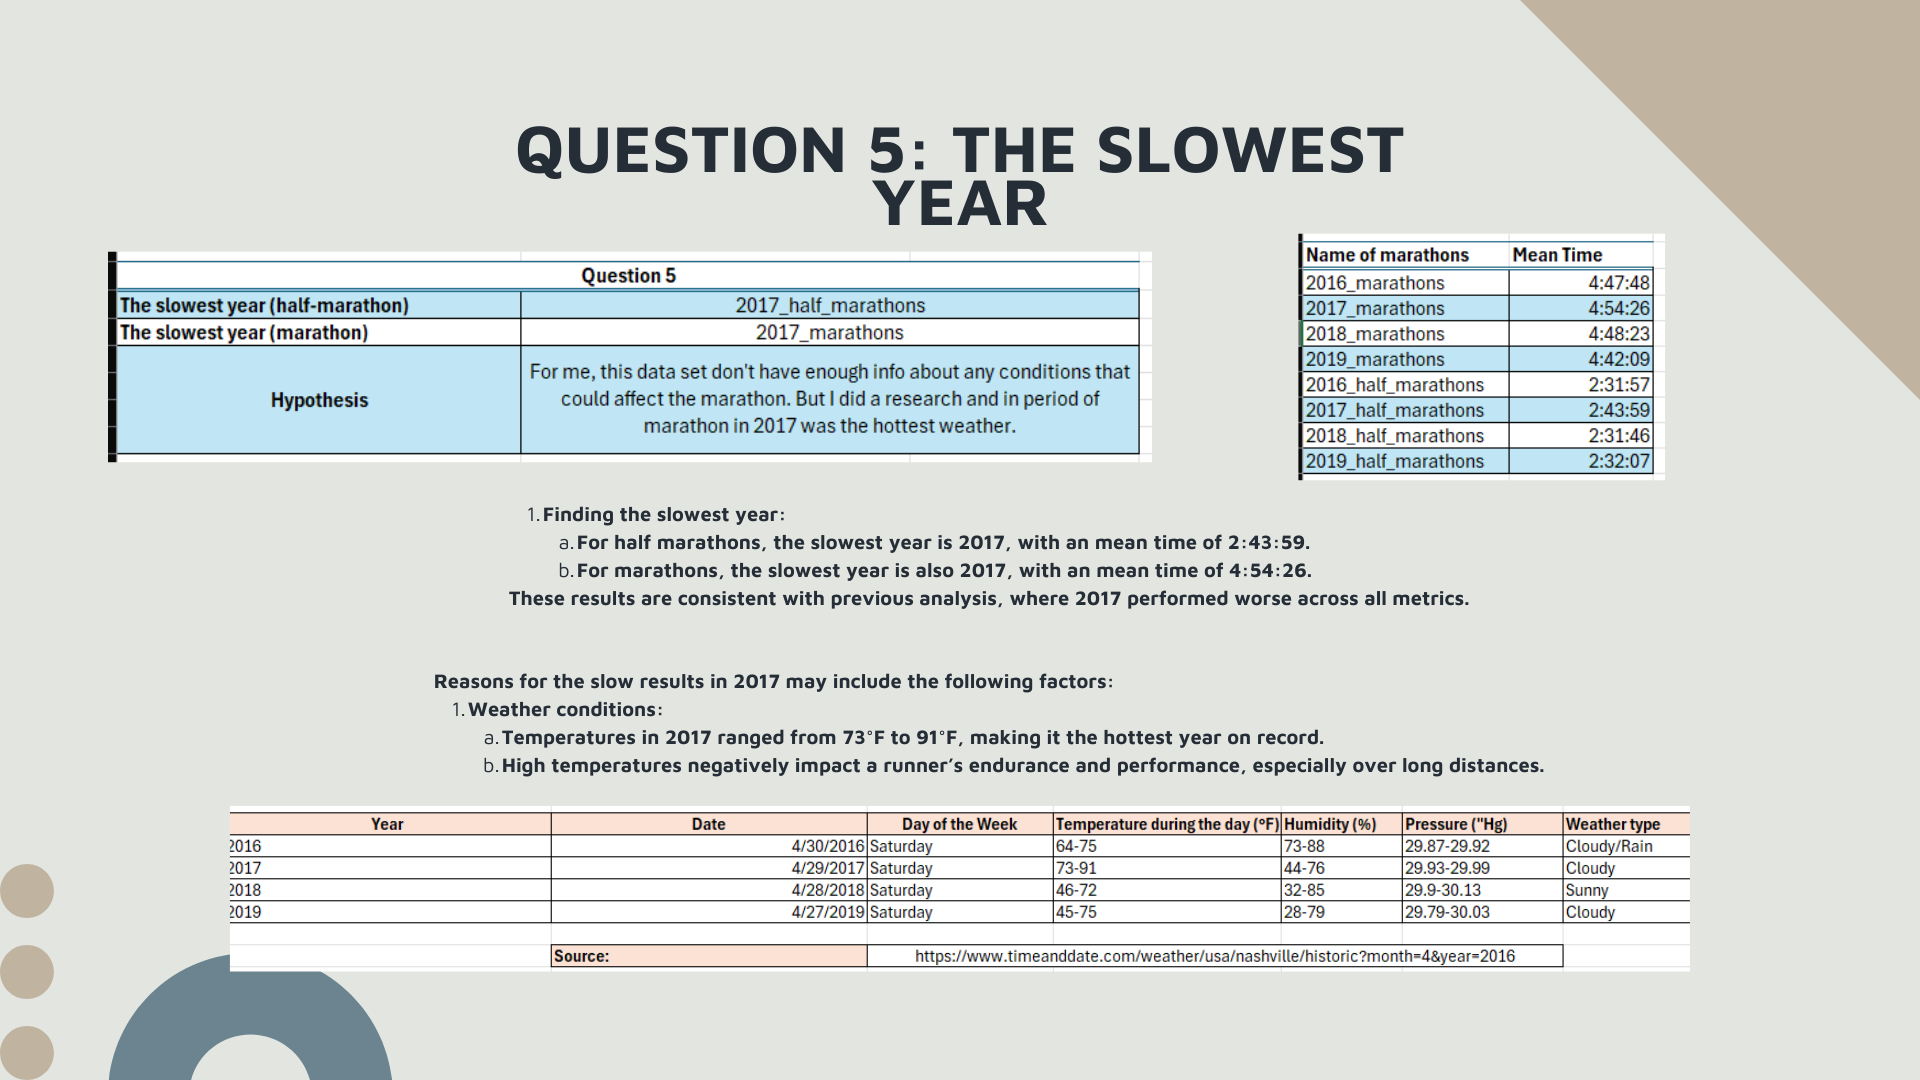 QUESTION 5: THE SLOWEST
YEAR
Question 5
The slowest year (half-marathon) 2017_half_marathons
The slowest year (marathon) 2017_marathons
Hypothesis
For me, this data set don't have enough info about any conditions that
could affect the marathon. But I did a research and in period of
marathon in 2017 was the hottest weather.
Name of marathons Mean Time
2016_marathons 4:47:48
2017_marathons 4:54:26
2018_marathons 4:48:23
2019_marathons 4:42:09
2016_half_marathons 2:31:57
2017_half_marathons 2:43:59
2018_half_marathons 2:31:46
2019_half_marathons 2:32:07
1. Finding the slowest year:
a. For half marathons, the slowest year is 2017, with an mean time of 2:43:59.
b. For marathons, the slowest year is also 2017, with an mean time of 4:54:26.
These results are consistent with previous analysis, where 2017 performed worse across all metrics.
Reasons for the slow results in 2017 may include the following factors:
1. Weather conditions:
a. Temperatures in 2017 ranged from 73°F to 91°F, making it the hottest year on record.
b. High temperatures negatively impact a runner's endurance and performance, especially over long distances.
Year Date Day of the Week Temperature during the day (°F) Humidity (%) Pressure ("Hg) Weather type
2016 4/30/2016 Saturday 64-75 73-88 29.87-29.92 Cloudy/Rain
2017 4/29/2017 Saturday 73-91 44-76 29.93-29.99 Cloudy
2018 4/28/2018 Saturday 46-72 32-85 29.9-30.13 Sunny
2019 4/27/2019 Saturday 45-75 28-79 29.79-30.03 Cloudy
Source: https://www.timeanddate.com/weather/usa/nashville/historic?month=4&year=2016